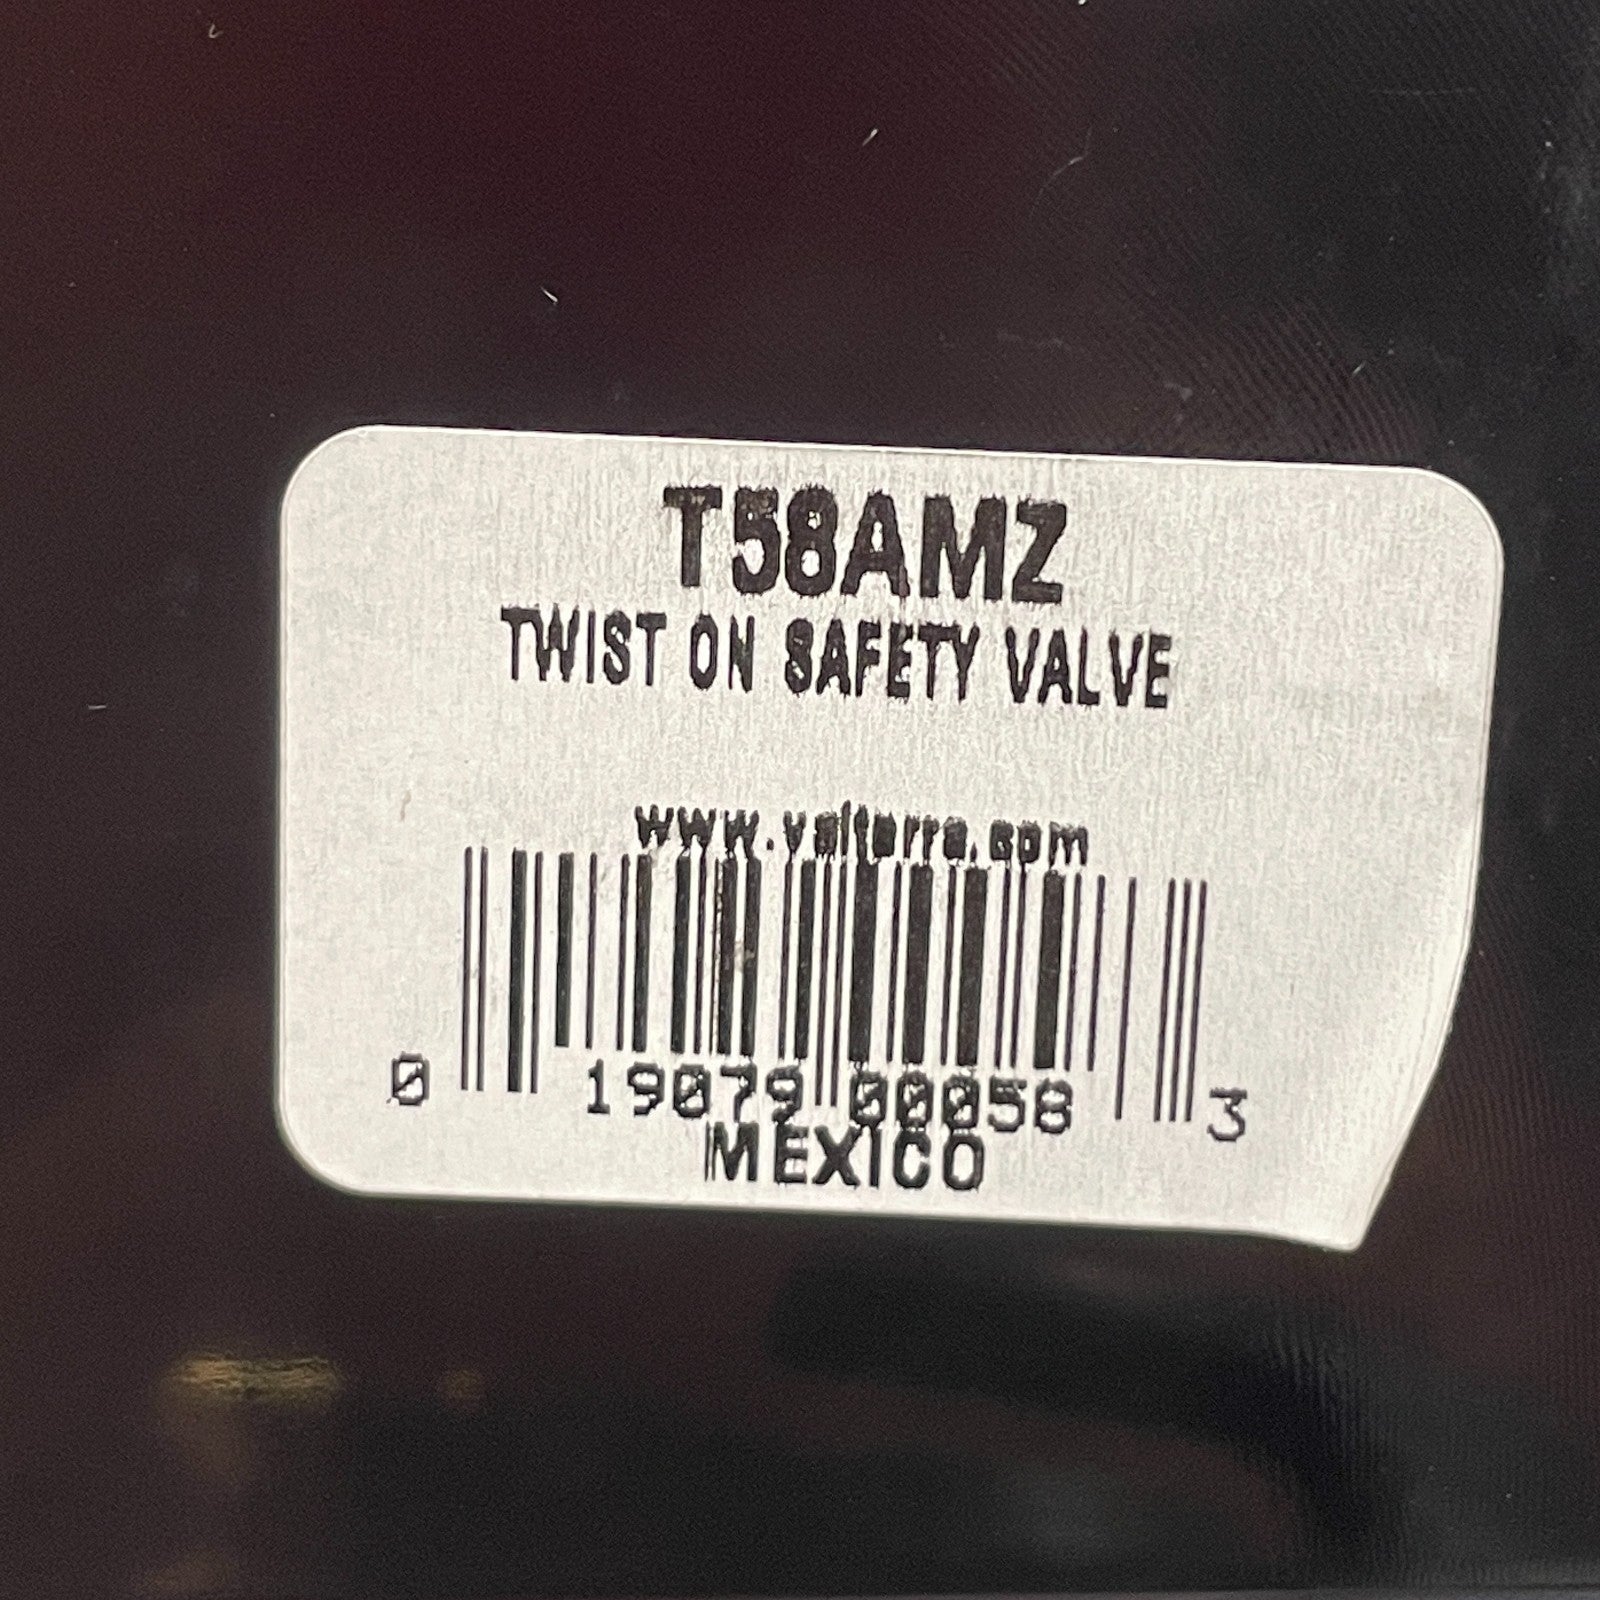 T58AMZ
TWIST ON SAFETY VALVE
www.valterra.com
0 19079 00058 3
MEXICO